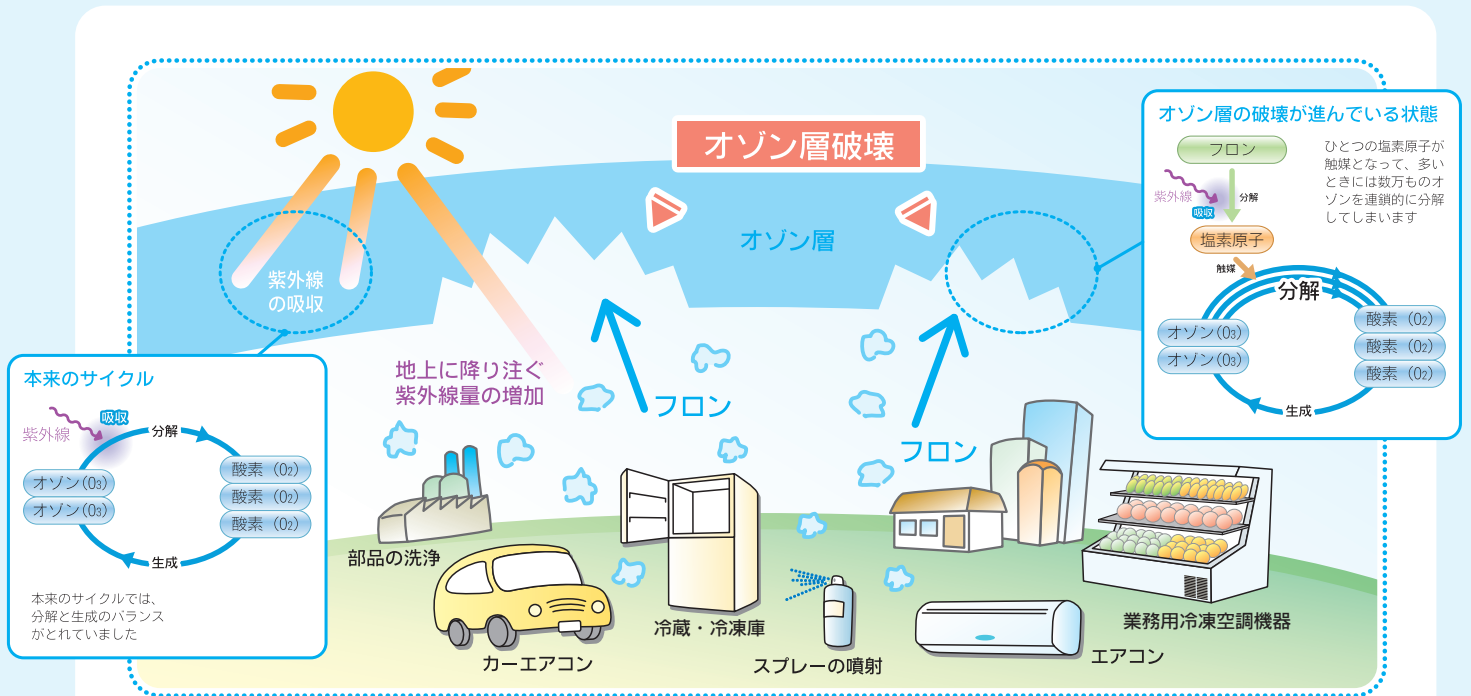 オゾン層破壊
オゾン層
紫外線
の吸収
地上に降り注ぐ
紫外線量の増加
フロン
フロン
部品の洗浄
カーエアコン
冷蔵・冷凍庫
スプレーの噴射
エアコン
業務用冷凍空調機器
本来のサイクル
吸収
紫外線
分解
オゾン(O₃)
オゾン(O₃)
酸素（O₂）
酸素（O₂）
酸素（O₂）
生成
本来のサイクルでは、
分解と生成のバランス
がとれていました
オゾン層の破壊が進んでいる状態
フロン
紫外線
吸収
分解
塩素原子
触媒
分解
オゾン(O₃)
オゾン(O₃)
酸素（O₂）
酸素（O₂）
酸素（O₂）
生成
ひとつの塩素原子が
触媒となって、多い
ときには数万ものオ
ゾンを連鎖的に分解
してしまいます